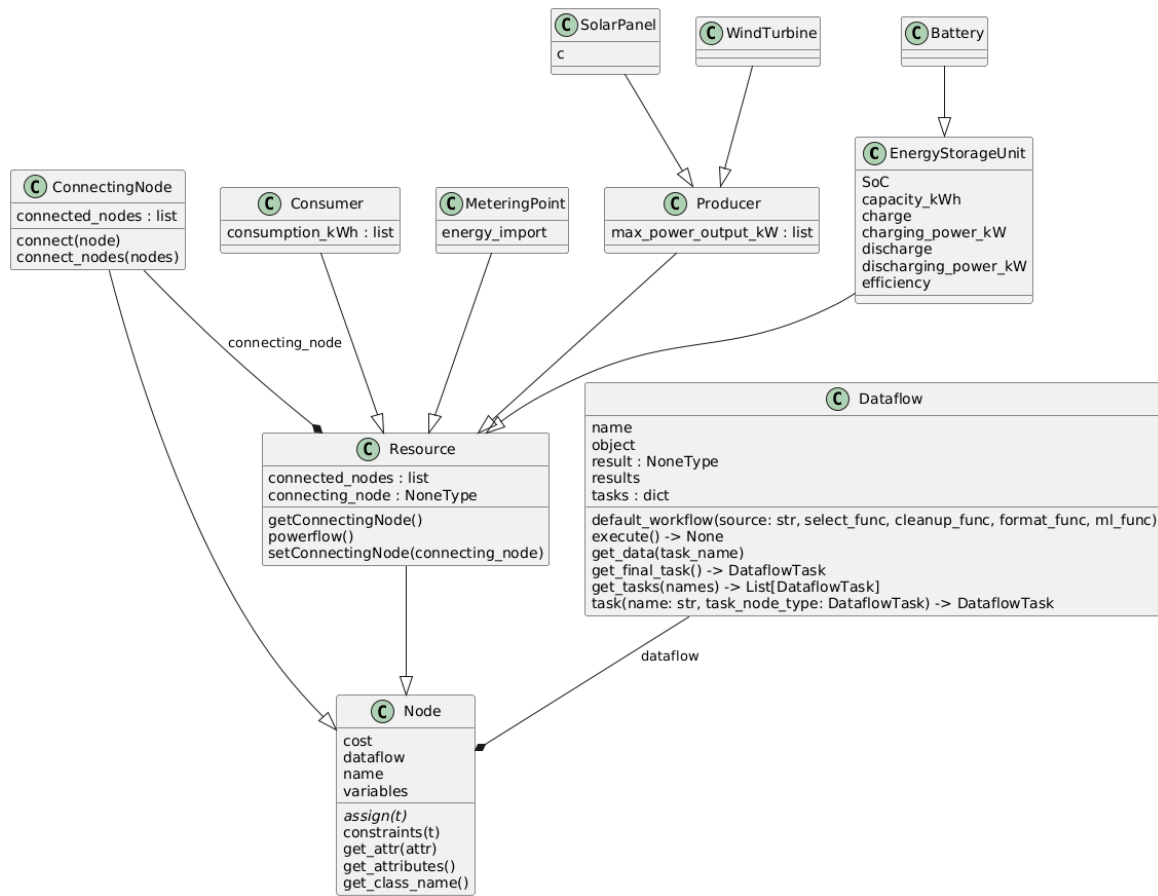 C SolarPanel
c
C WindTurbine
C Battery
C EnergyStorageUnit
SoC
capacity_kWh
charge
charging_power_kW
discharge
discharging_power_kW
efficiency
C ConnectingNode
connected_nodes : list
connect(node)
connect_nodes(nodes)
C Consumer
consumption_kWh : list
C MeteringPoint
energy_import
C Producer
max_power_output_kW : list
connecting_node
C Dataflow
name
object
result : NoneType
results
tasks : dict
default_workflow(source: str, select_func, cleanup_func, format_func, ml_func)
execute() -> None
get_data(task_name)
get_final_task() -> DataflowTask
get_tasks(names) -> List[DataflowTask]
task(name: str, task_node_type: DataflowTask) -> DataflowTask
C Resource
connected_nodes : list
connecting_node : NoneType
getConnectingNode()
powerflow()
setConnectingNode(connecting_node)
dataflow
C Node
cost
dataflow
name
variables
assign(t)
constraints(t)
get_attr(attr)
get_attributes()
get_class_name()